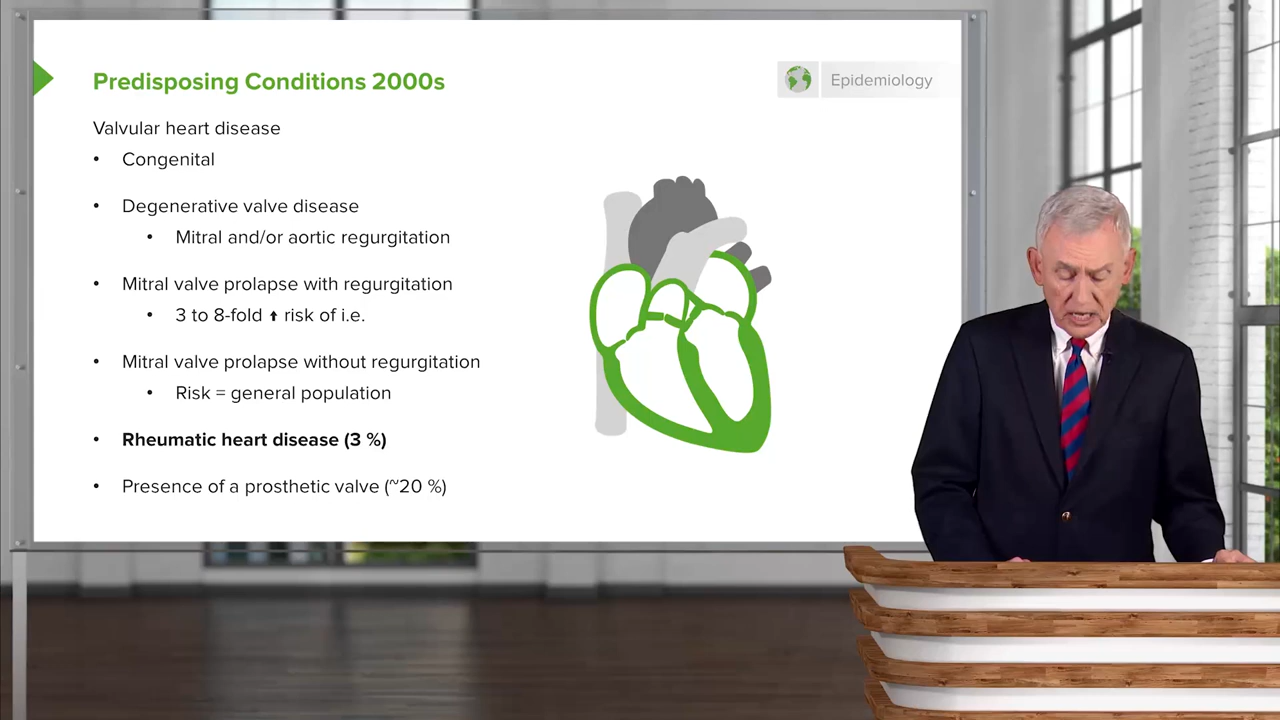 Predisposing Conditions 2000s
Epidemiology
Valvular heart disease
• Congenital
• Degenerative valve disease
• Mitral and/or aortic regurgitation
• Mitral valve prolapse with regurgitation
• 3 to 8-fold ⬆ risk of i.e.
• Mitral valve prolapse without regurgitation
• Risk = general population
• Rheumatic heart disease (3 %)
• Presence of a prosthetic valve (~20 %)